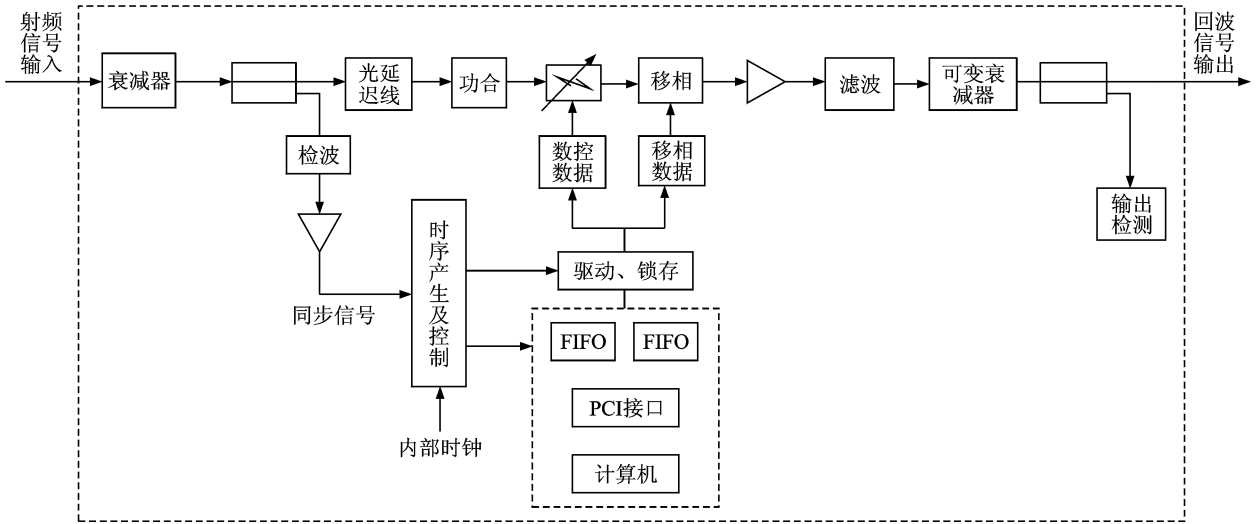 射频
信号
输入
衰减器
光延
迟线
功合
移相
滤波
可变衰
减器
回波
信号
输出
检波
数控
数据
移相
数据
输出
检测
同步信号
时
序
产
生
及
控
制
驱动、锁存
FIFO
FIFO
PCI接口
计算机
内部时钟